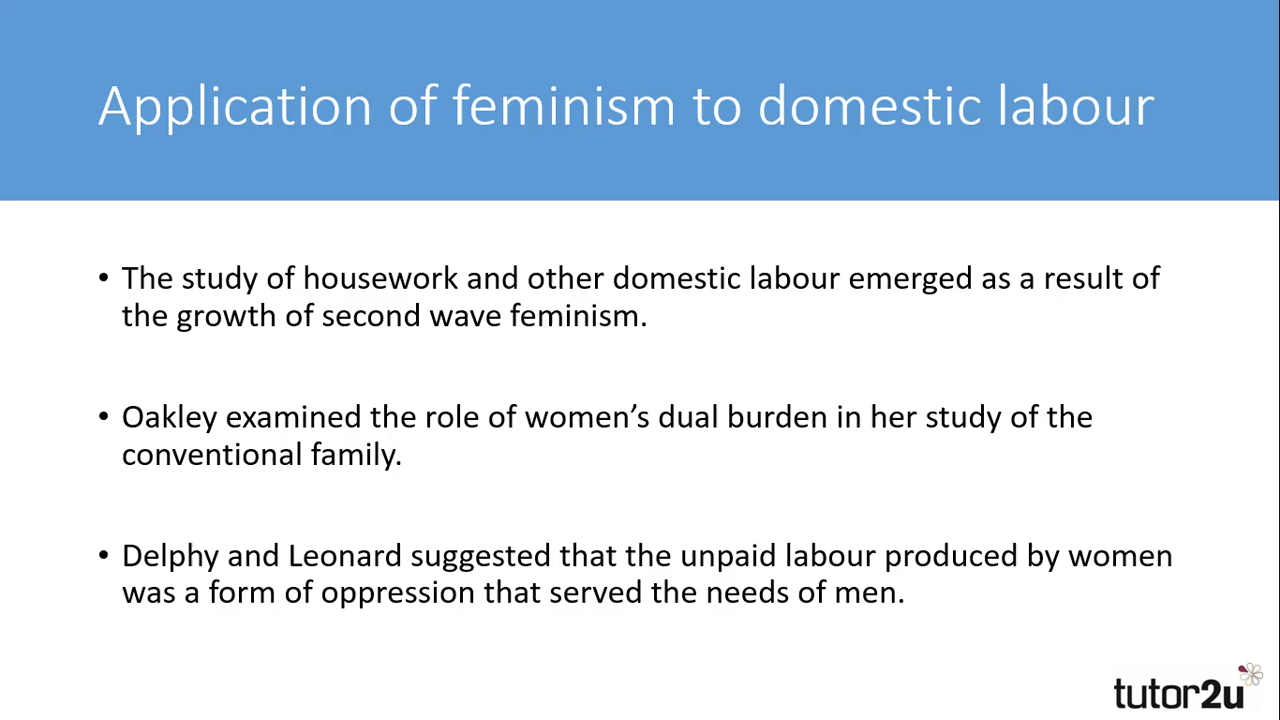 Application of feminism to domestic labour
• The study of housework and other domestic labour emerged as a result of
the growth of second wave feminism.
• Oakley examined the role of women’s dual burden in her study of the
conventional family.
• Delphy and Leonard suggested that the unpaid labour produced by women
was a form of oppression that served the needs of men.
tutor2u